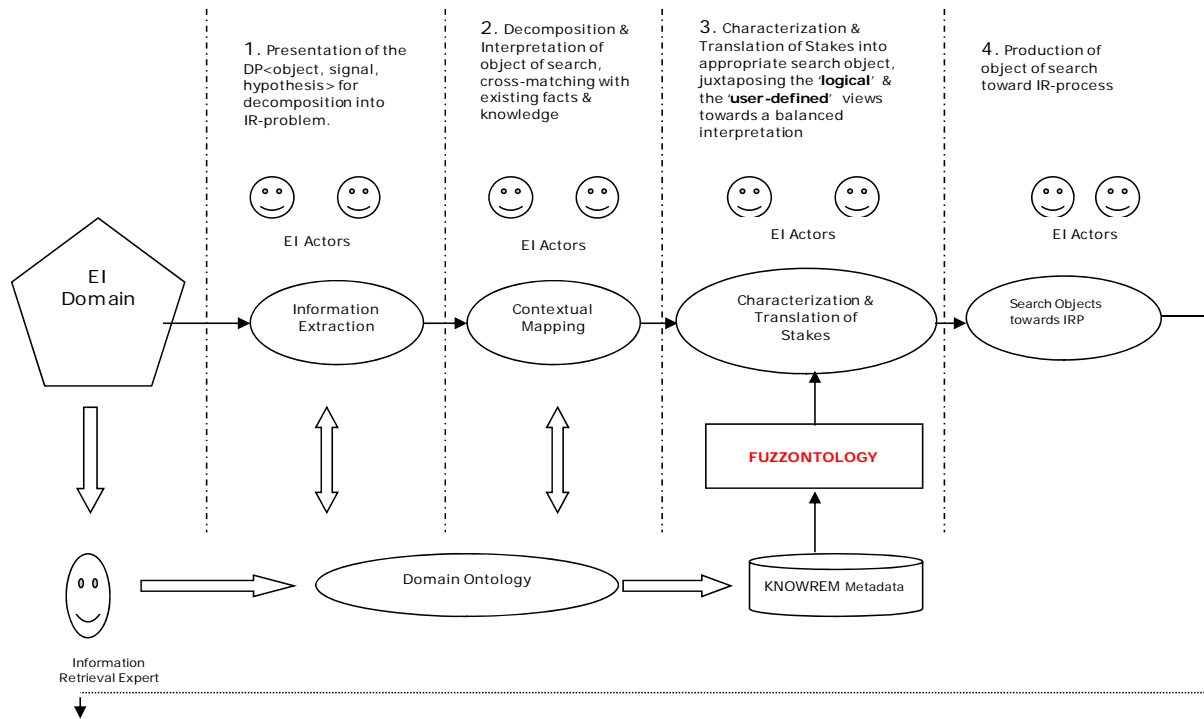 1. Presentation of the
DP<object, signal,
hypothesis> for
decomposition into
IR-problem.
2. Decomposition &
Interpretation of
object of search,
cross-matching with
existing facts &
knowledge
3. Characterization &
Translation of Stakes into
appropriate search object,
juxtaposing the ‘logical’ &
the ‘user-defined’ views
towards a balanced
interpretation
4. Production of
object of search
toward IR-process
EI Actors
EI Actors
EI Actors
EI Actors
EI
Domain
Information
Extraction
Contextual
Mapping
Characterization &
Translation of
Stakes
Search Objects
towards IRP
FUZZONTOLOGY
Domain Ontology
KNOWREM Metadata
Information
Retrieval Expert